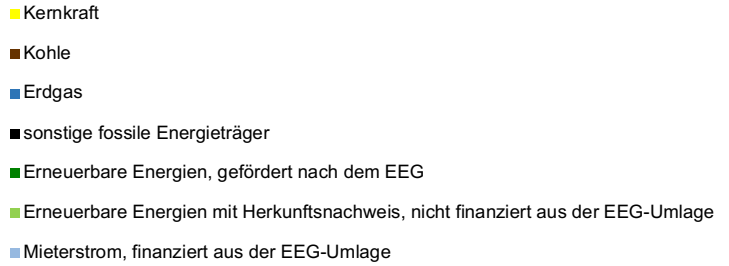 Kernkraft
Kohle
Erdgas
sonstige fossile Energieträger
Erneuerbare Energien, gefördert nach dem EEG
Erneuerbare Energien mit Herkunftsnachweis, nicht finanziert aus der EEG-Umlage
Mieterstrom, finanziert aus der EEG-Umlage